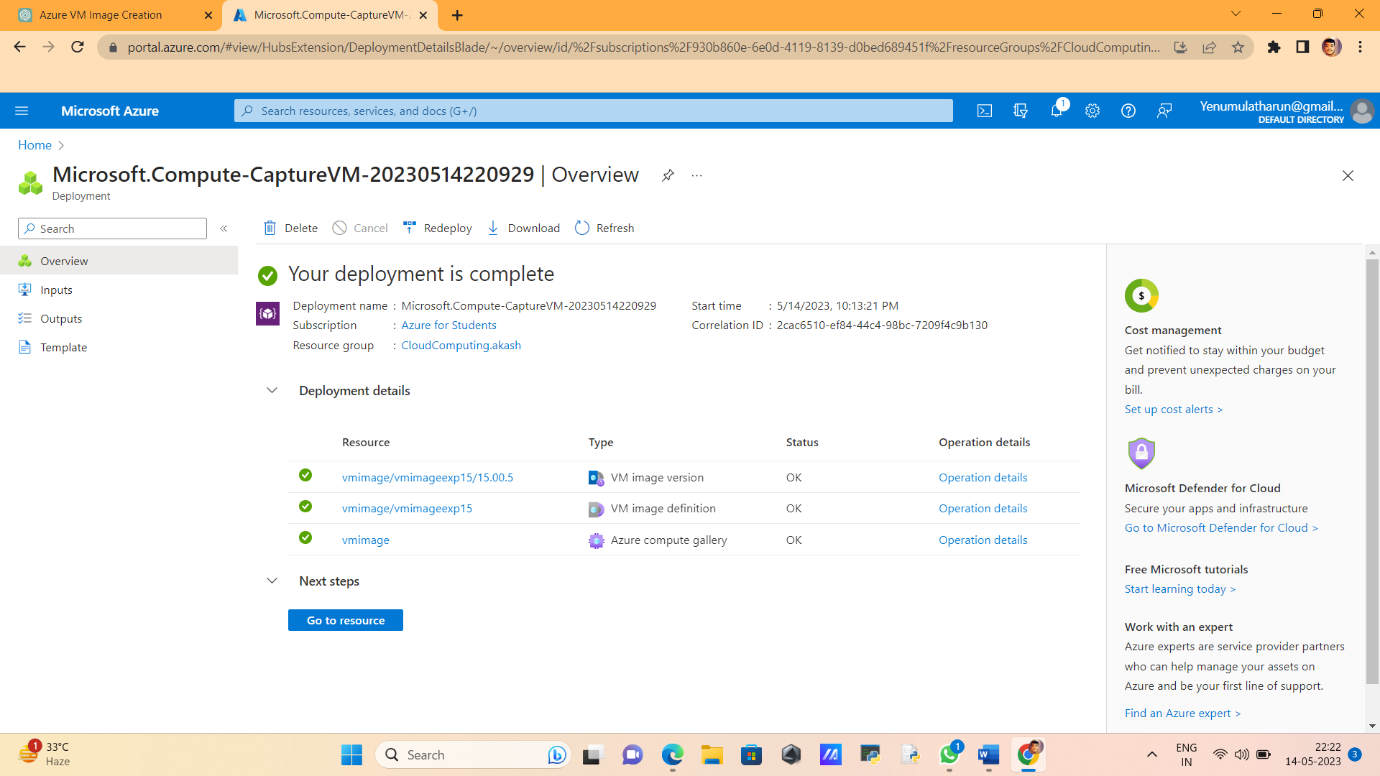 Azure VM Image Creation
Microsoft.Compute-CaptureVM-
portal.azure.com/#view/HubsExtension/DeploymentDetailsBlade/~/overview/id/%2Fsubscriptions%2F930b860e-6e0d-4119-8139-d0bed689451f%2FresourceGroups%2FCloudComputin...
Microsoft Azure
Search resources, services, and docs (G+/)
1
Yenumulatharun@gmail...
DEFAULT DIRECTORY
Home
Microsoft.Compute-CaptureVM-20230514220929 | Overview
Deployment
Search
Delete Cancel Redeploy Download Refresh
Overview
Inputs
Outputs
Template
Your deployment is complete
Deployment name : Microsoft.Compute-CaptureVM-20230514220929
Subscription : Azure for Students
Resource group : CloudComputing.akash
Start time : 5/14/2023, 10:13:21 PM
Correlation ID : 2cac6510-ef84-44c4-98bc-7209f4c9b130
Deployment details
Resource Type Status Operation details
vmimage/vmimageexp15/15.00.5 VM image version OK Operation details
vmimage/vmimageexp15 VM image definition OK Operation details
vmimage Azure compute gallery OK Operation details
Next steps
Go to resource
$
Cost management
Get notified to stay within your budget
and prevent unexpected charges on your
bill.
Set up cost alerts >
Microsoft Defender for Cloud
Secure your apps and infrastructure
Go to Microsoft Defender for Cloud >
Free Microsoft tutorials
Start learning today >
Work with an expert
Azure experts are service provider partners
who can help manage your assets on
Azure and be your first line of support.
Find an Azure expert >
1
33°C
Haze
Search
1
ENG
IN
22:22
14-05-2023
3